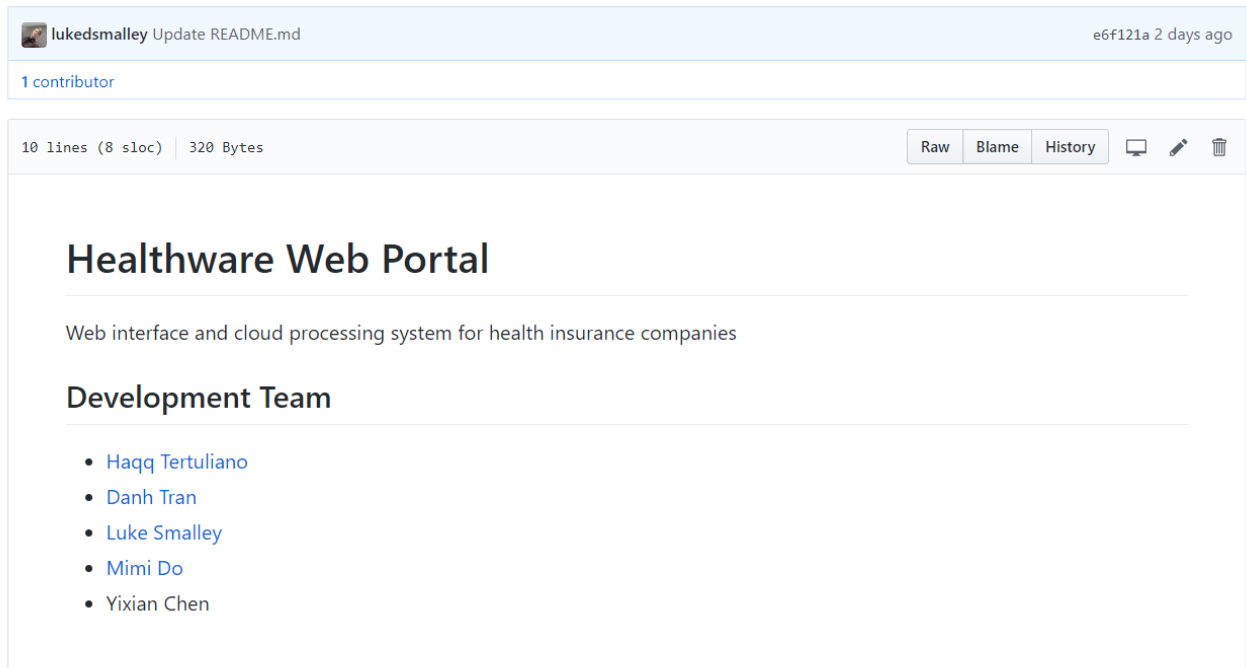 lukedsmalley Update README.md e6f121a 2 days ago
1 contributor
10 lines (8 sloc) 320 Bytes Raw Blame History
Healthware Web Portal
Web interface and cloud processing system for health insurance companies
Development Team
Haqq Tertuliano
Danh Tran
Luke Smalley
Mimi Do
Yixian Chen